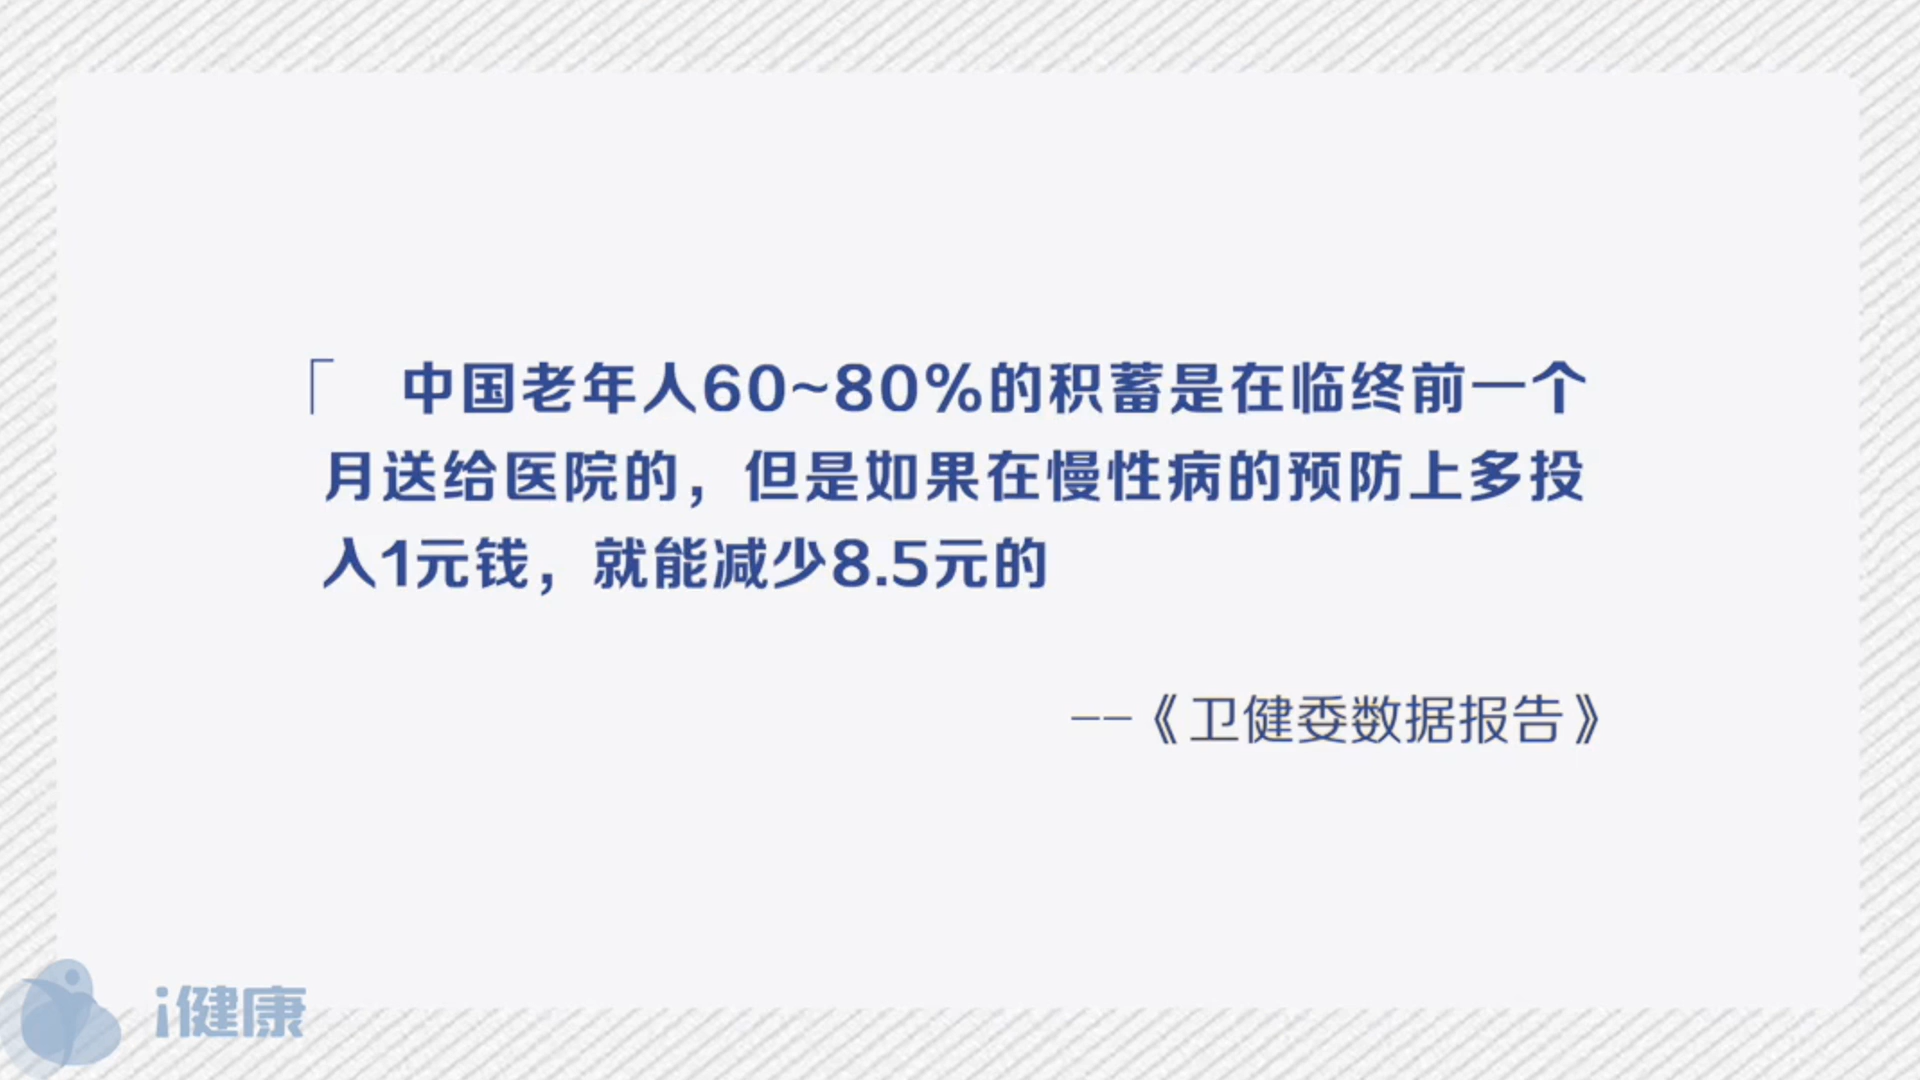 「 中国老年人60~80%的积蓄是在临终前一个
月送给医院的，但是如果在慢性病的预防上多投
入1元钱，就能减少8.5元的
--《卫健委数据报告》
i健康